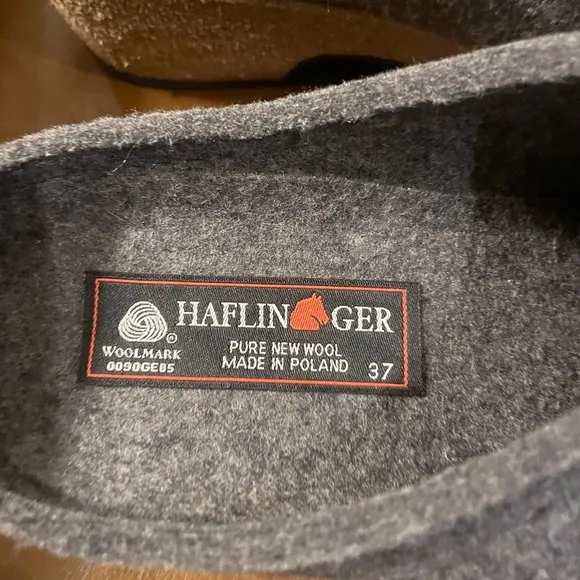 HAFLINGER
WOOLMARK
0090GE85
PURE NEW WOOL
MADE IN POLAND
37